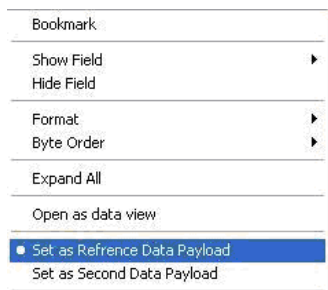 Bookmark
Show Field
Hide Field
Format
Byte Order
Expand All
Open as data view
Set as Refrence Data Payload
Set as Second Data Payload